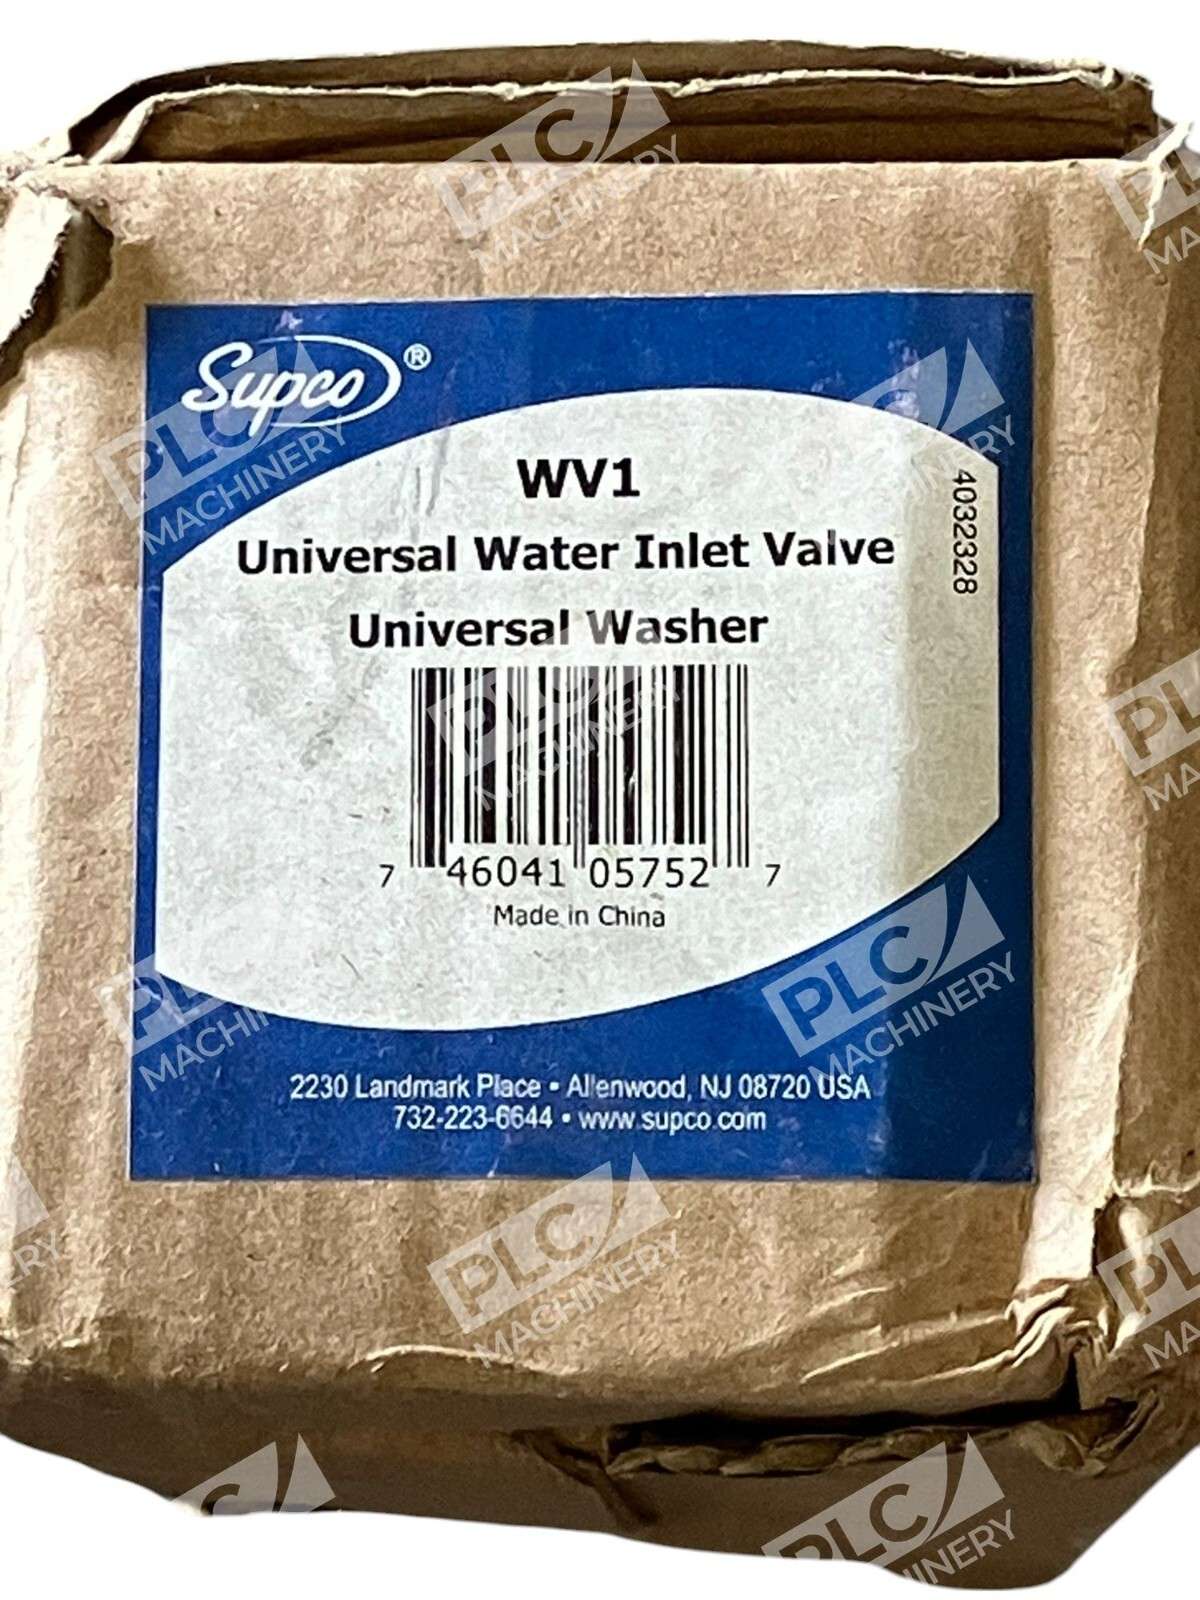 Supco®
WV1
Universal Water Inlet Valve
Universal Washer
4032328
7 46041 05752 7
Made in China
2230 Landmark Place • Allenwood, NJ 08720 USA
732-223-6644 • www.supco.com
PLC
MACHINERY